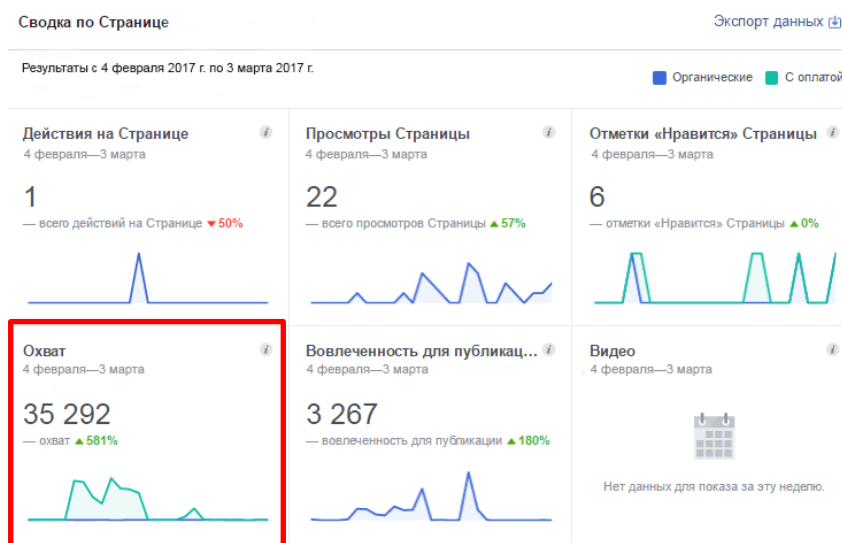 Сводка по Странице
Экспорт данных
Результаты с 4 февраля 2017 г. по 3 марта 2017 г.
Органические С оплатой
Действия на Странице
4 февраля—3 марта
1
— всего действий на Странице ▼50%
Просмотры Страницы
4 февраля—3 марта
22
— всего просмотров Страницы ▲57%
Отметки «Нравится» Страницы
4 февраля—3 марта
6
— отметки «Нравится» Страницы ▲0%
Охват
4 февраля—3 марта
35 292
— охват ▲581%
Вовлеченность для публикац...
4 февраля—3 марта
3 267
— вовлеченность для публикации ▲180%
Видео
4 февраля—3 марта
Нет данных для показа за эту неделю.